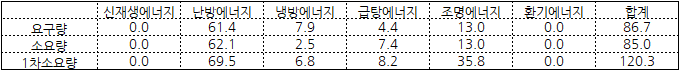 신재생에너지 난방에너지 냉방에너지 급탕에너지 조명에너지 환기에너지 합계
요구량 0.0 61.4 7.9 4.4 13.0 0.0 86.7
소요량 0.0 62.1 2.5 7.4 13.0 0.0 85.0
1차소요량 0.0 69.5 6.8 8.2 35.8 0.0 120.3